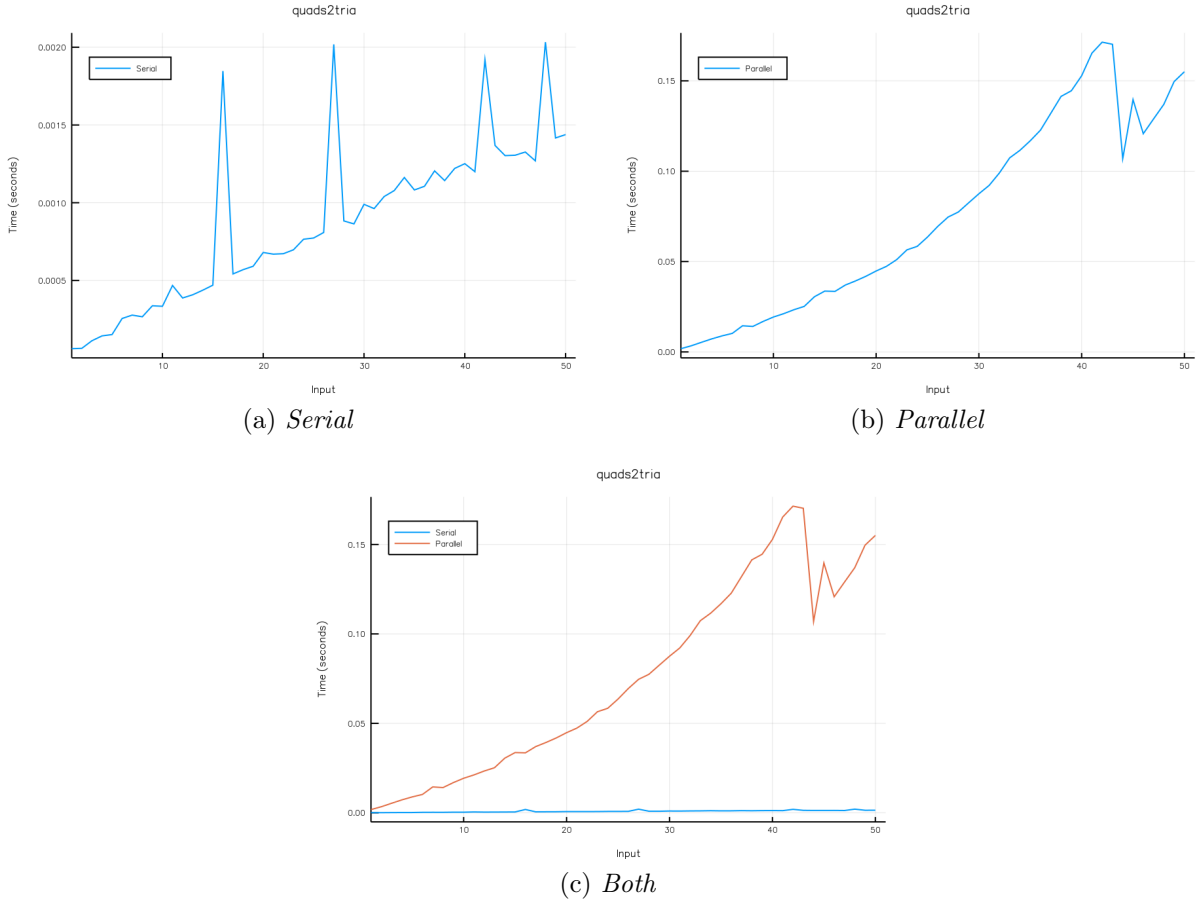 quads2tria
Serial
0.0020
0.0015
0.0010
0.0005
Time (seconds)
10 20 30 40 50
Input
(a) Serial
quads2tria
Parallel
0.15
0.10
0.05
0.00
Time (seconds)
10 20 30 40 50
Input
(b) Parallel
quads2tria
Serial
Parallel
0.15
0.10
0.05
0.00
Time (seconds)
10 20 30 40 50
Input
(c) Both